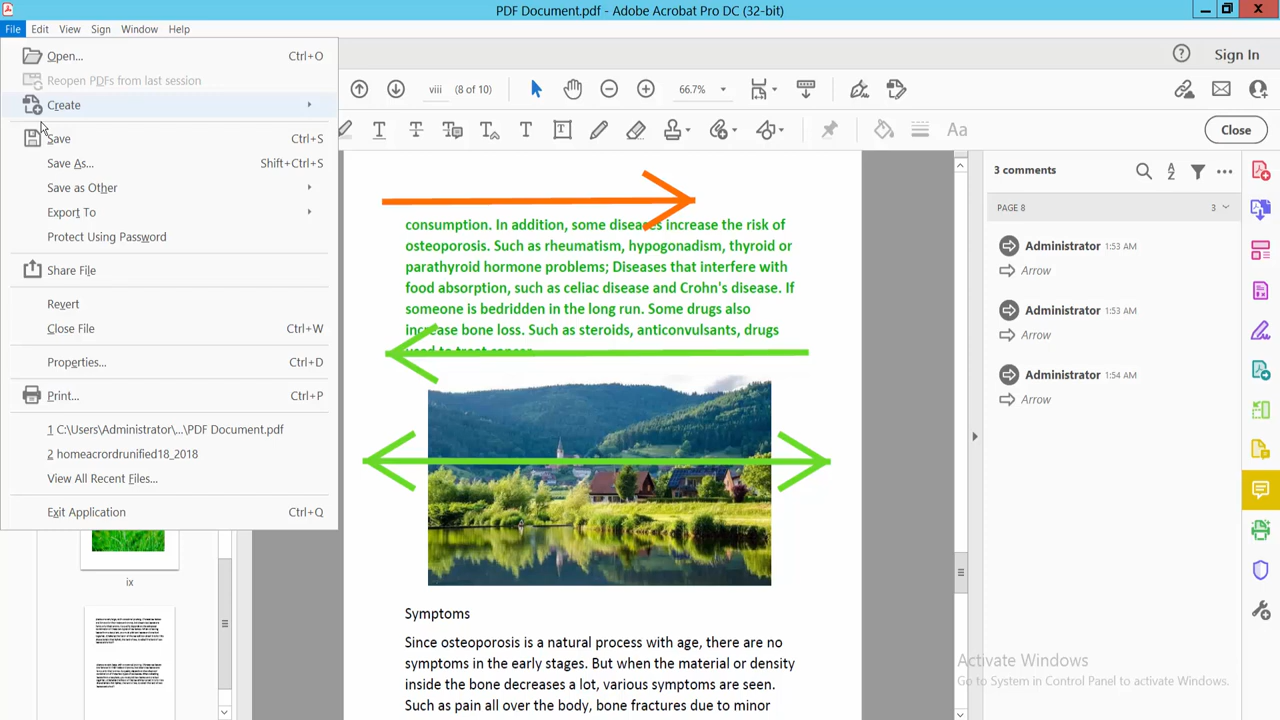 PDF Document.pdf - Adobe Acrobat Pro DC (32-bit)
File Edit View Sign Window Help
Open... Ctrl+O
Reopen PDFs from last session
Create
Save Ctrl+S
Save As... Shift+Ctrl+S
Save as Other
Export To
Protect Using Password
Share File
Revert
Close File Ctrl+W
Properties... Ctrl+D
Print... Ctrl+P
1 C:\Users\Administrator\...\PDF Document.pdf
2 homeacrordrunified18_2018
View All Recent Files...
Exit Application Ctrl+Q
ix
Sign In
viii (8 of 10) 66.7%
Aa
Close
consumption. In addition, some diseases increase the risk of
osteoporosis. Such as rheumatism, hypogonadism, thyroid or
parathyroid hormone problems; Diseases that interfere with
food absorption, such as celiac disease and Crohn's disease. If
someone is bedridden in the long run. Some drugs also
increase bone loss. Such as steroids, anticonvulsants, drugs
used to treat cancer
Symptoms
Since osteoporosis is a natural process with age, there are no
symptoms in the early stages. But when the material or density
inside the bone decreases a lot, various symptoms are seen.
Such as pain all over the body, bone fractures due to minor
3 comments
PAGE 8 3
Administrator 1:53 AM
Arrow
Administrator 1:53 AM
Arrow
Administrator 1:54 AM
Arrow
Activate Windows
Go to System in Control Panel to activate Windows.